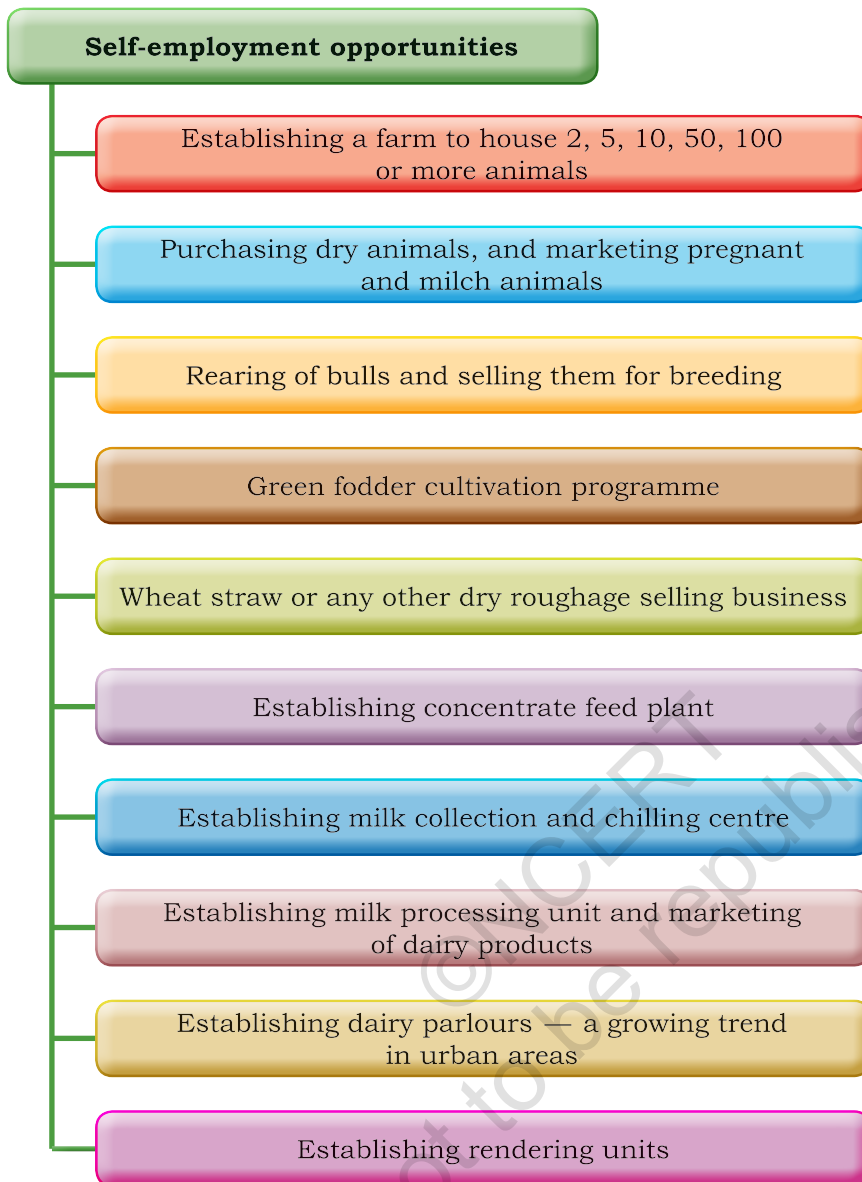 Self-employment opportunities
Establishing a farm to house 2, 5, 10, 50, 100
or more animals
Purchasing dry animals, and marketing pregnant
and milch animals
Rearing of bulls and selling them for breeding
Green fodder cultivation programme
Wheat straw or any other dry roughage selling business
Establishing concentrate feed plant
Establishing milk collection and chilling centre
Establishing milk processing unit and marketing
of dairy products
Establishing dairy parlours — a growing trend
in urban areas
Establishing rendering units
©NCERT
to be